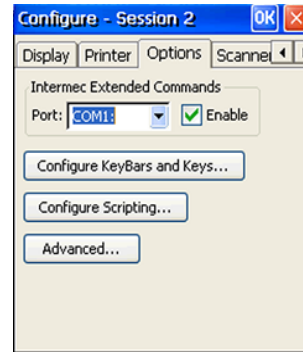 Configure - Session 2 OK
Display Printer Options Scanner
Intermec Extended Commands
Port: COM1: Enable
Configure KeyBars and Keys...
Configure Scripting...
Advanced...